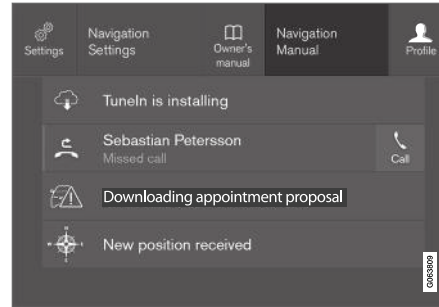 Settings
Navigation
Settings
Owner's
manual
Navigation
Manual
Profile
TuneIn is installing
Sebastian Petersson
Missed call
Call
Downloading appointment proposal
New position received
G063809